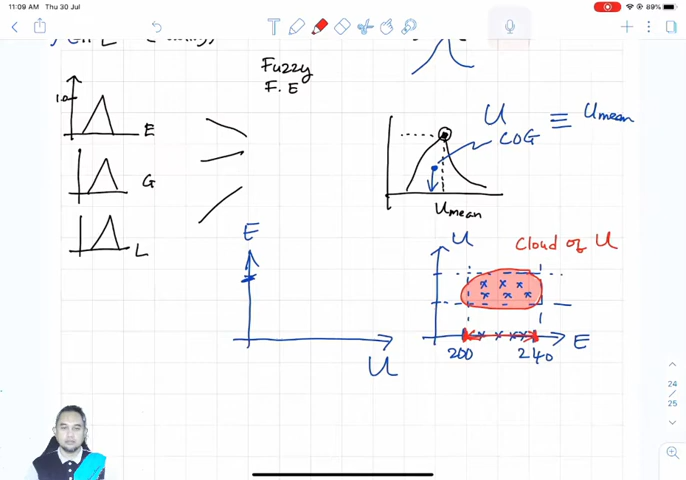 11:09 AM Thu 30 Jul
89%
Fuzzy
F.E
1.0
E
G
L
U ≡ Umean
COG
Umean
E
U
U
Cloud of U
200
240
E
24
/
25